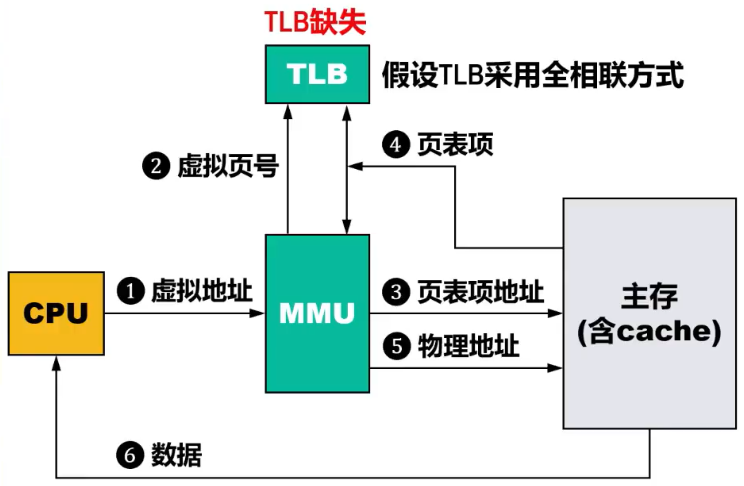 TLB缺失
TLB
假设TLB采用全相联方式
❷ 虚拟页号
❹ 页表项
CPU
❶ 虚拟地址
MMU
❸ 页表项地址
❺ 物理地址
主存
(含cache)
❻ 数据